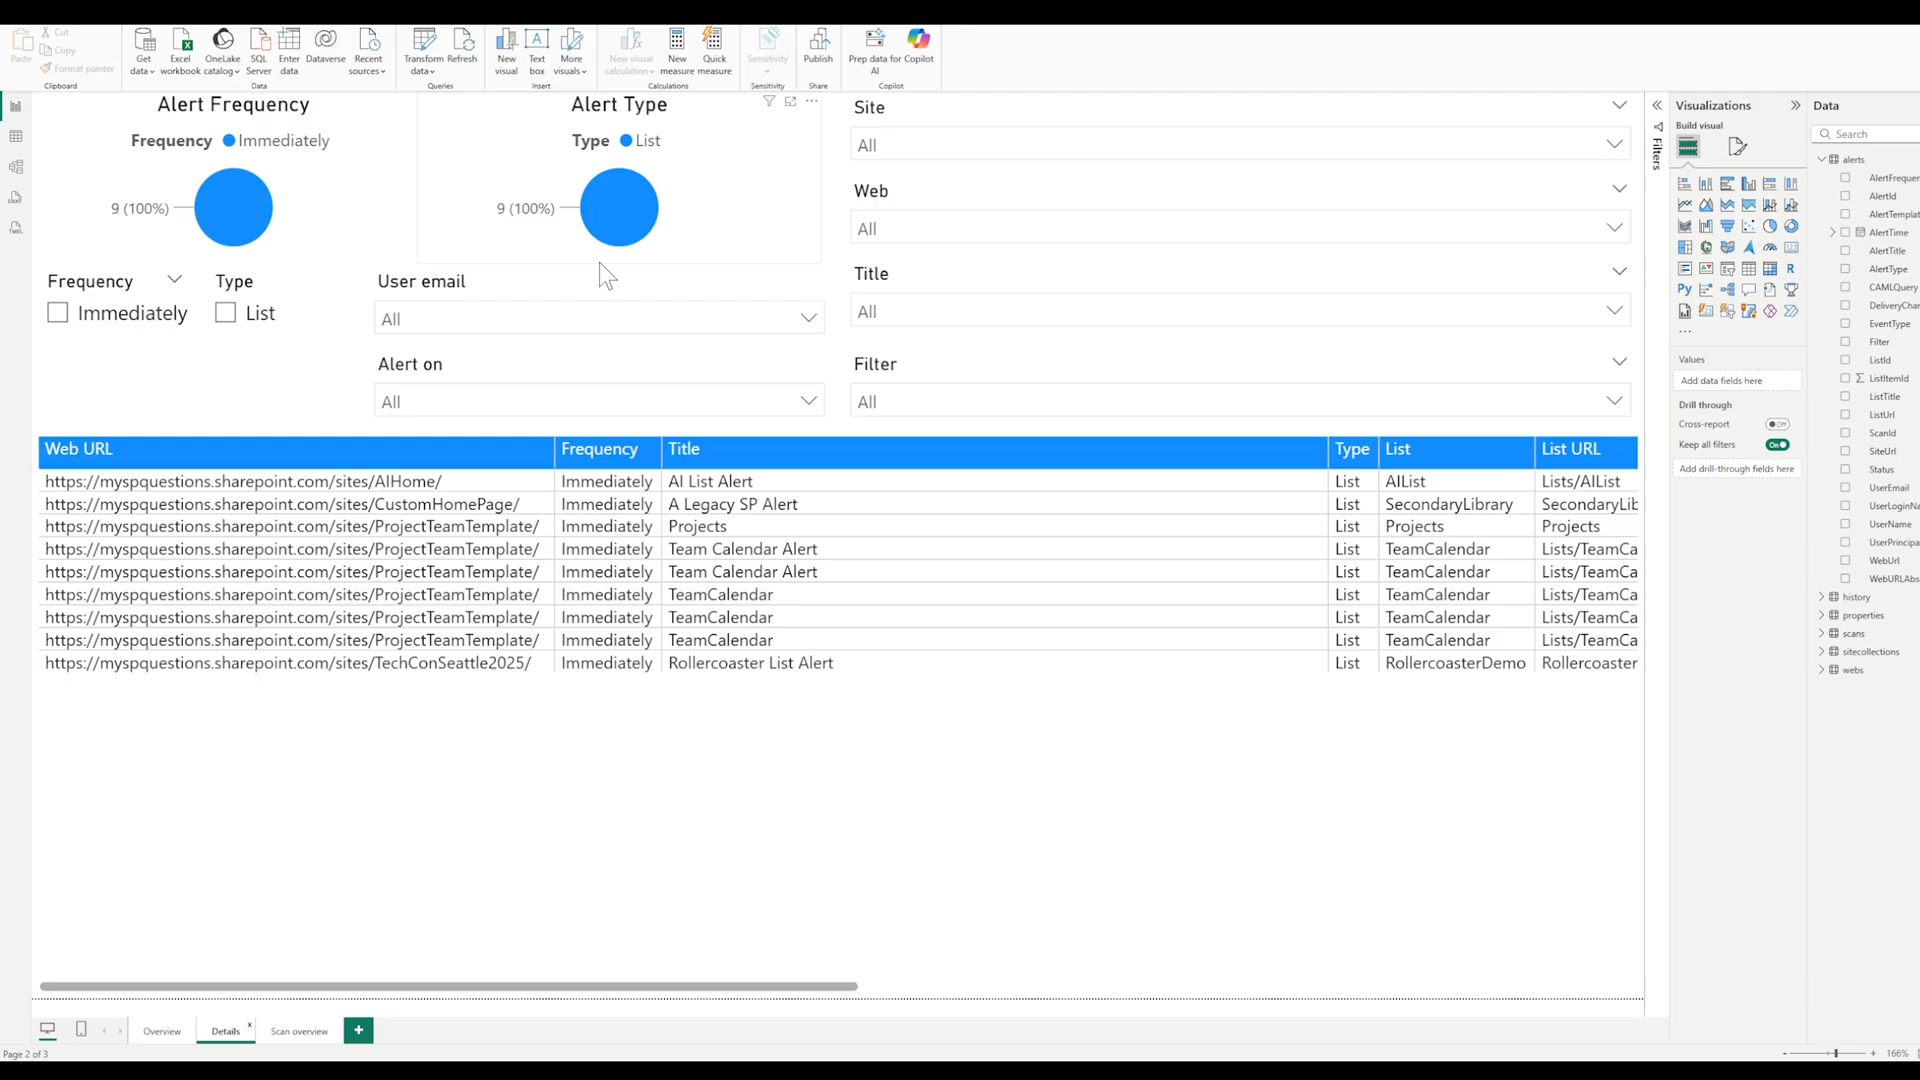 Paste
Cut
Copy
Format painter
Clipboard
Get data
Excel workbook
OneLake catalog
SQL Server
Enter data
Dataverse
Recent sources
Data
Transform data
Refresh
Queries
New visual
Text box
More visuals
Insert
New visual calculation
New measure
Quick measure
Calculations
Sensitivity
Sensitivity
Publish
Share
Prep data for AI
Copilot
Copilot
Alert Frequency
Frequency Immediately
9 (100%)
Alert Type
Type List
9 (100%)
Site
All
Web
All
Title
All
Filter
All
Frequency
Immediately
Type
List
User email
All
Alert on
All
Web URL Frequency Title Type List List URL
https://myspquestions.sharepoint.com/sites/AIHome/ Immediately AI List Alert List AIList Lists/AIList
https://myspquestions.sharepoint.com/sites/CustomHomePage/ Immediately A Legacy SP Alert List SecondaryLibrary SecondaryLib
https://myspquestions.sharepoint.com/sites/ProjectTeamTemplate/ Immediately Projects List Projects Projects
https://myspquestions.sharepoint.com/sites/ProjectTeamTemplate/ Immediately Team Calendar Alert List TeamCalendar Lists/TeamCa
https://myspquestions.sharepoint.com/sites/ProjectTeamTemplate/ Immediately Team Calendar Alert List TeamCalendar Lists/TeamCa
https://myspquestions.sharepoint.com/sites/ProjectTeamTemplate/ Immediately TeamCalendar List TeamCalendar Lists/TeamCa
https://myspquestions.sharepoint.com/sites/ProjectTeamTemplate/ Immediately TeamCalendar List TeamCalendar Lists/TeamCa
https://myspquestions.sharepoint.com/sites/ProjectTeamTemplate/ Immediately TeamCalendar List TeamCalendar Lists/TeamCa
https://myspquestions.sharepoint.com/sites/TechConSeattle2025/ Immediately Rollercoaster List Alert List RollercoasterDemo Rollercoaster
Overview
Details
Scan overview
Page 2 of 3
166%
Filters
Visualizations
Build visual
R
Py
Values
Add data fields here
Drill through
Cross-report Off
Keep all filters On
Add drill-through fields here
Data
Search
alerts
AlertFrequen
AlertId
AlertTemplat
AlertTime
AlertTitle
AlertType
CAMLQuery
DeliveryChan
EventType
Filter
ListId
ListItemId
ListTitle
ListUrl
ScanId
SiteUrl
Status
UserEmail
UserLoginNa
UserName
UserPrincipa
WebUrl
WebURLAbs
history
properties
scans
sitecollections
webs